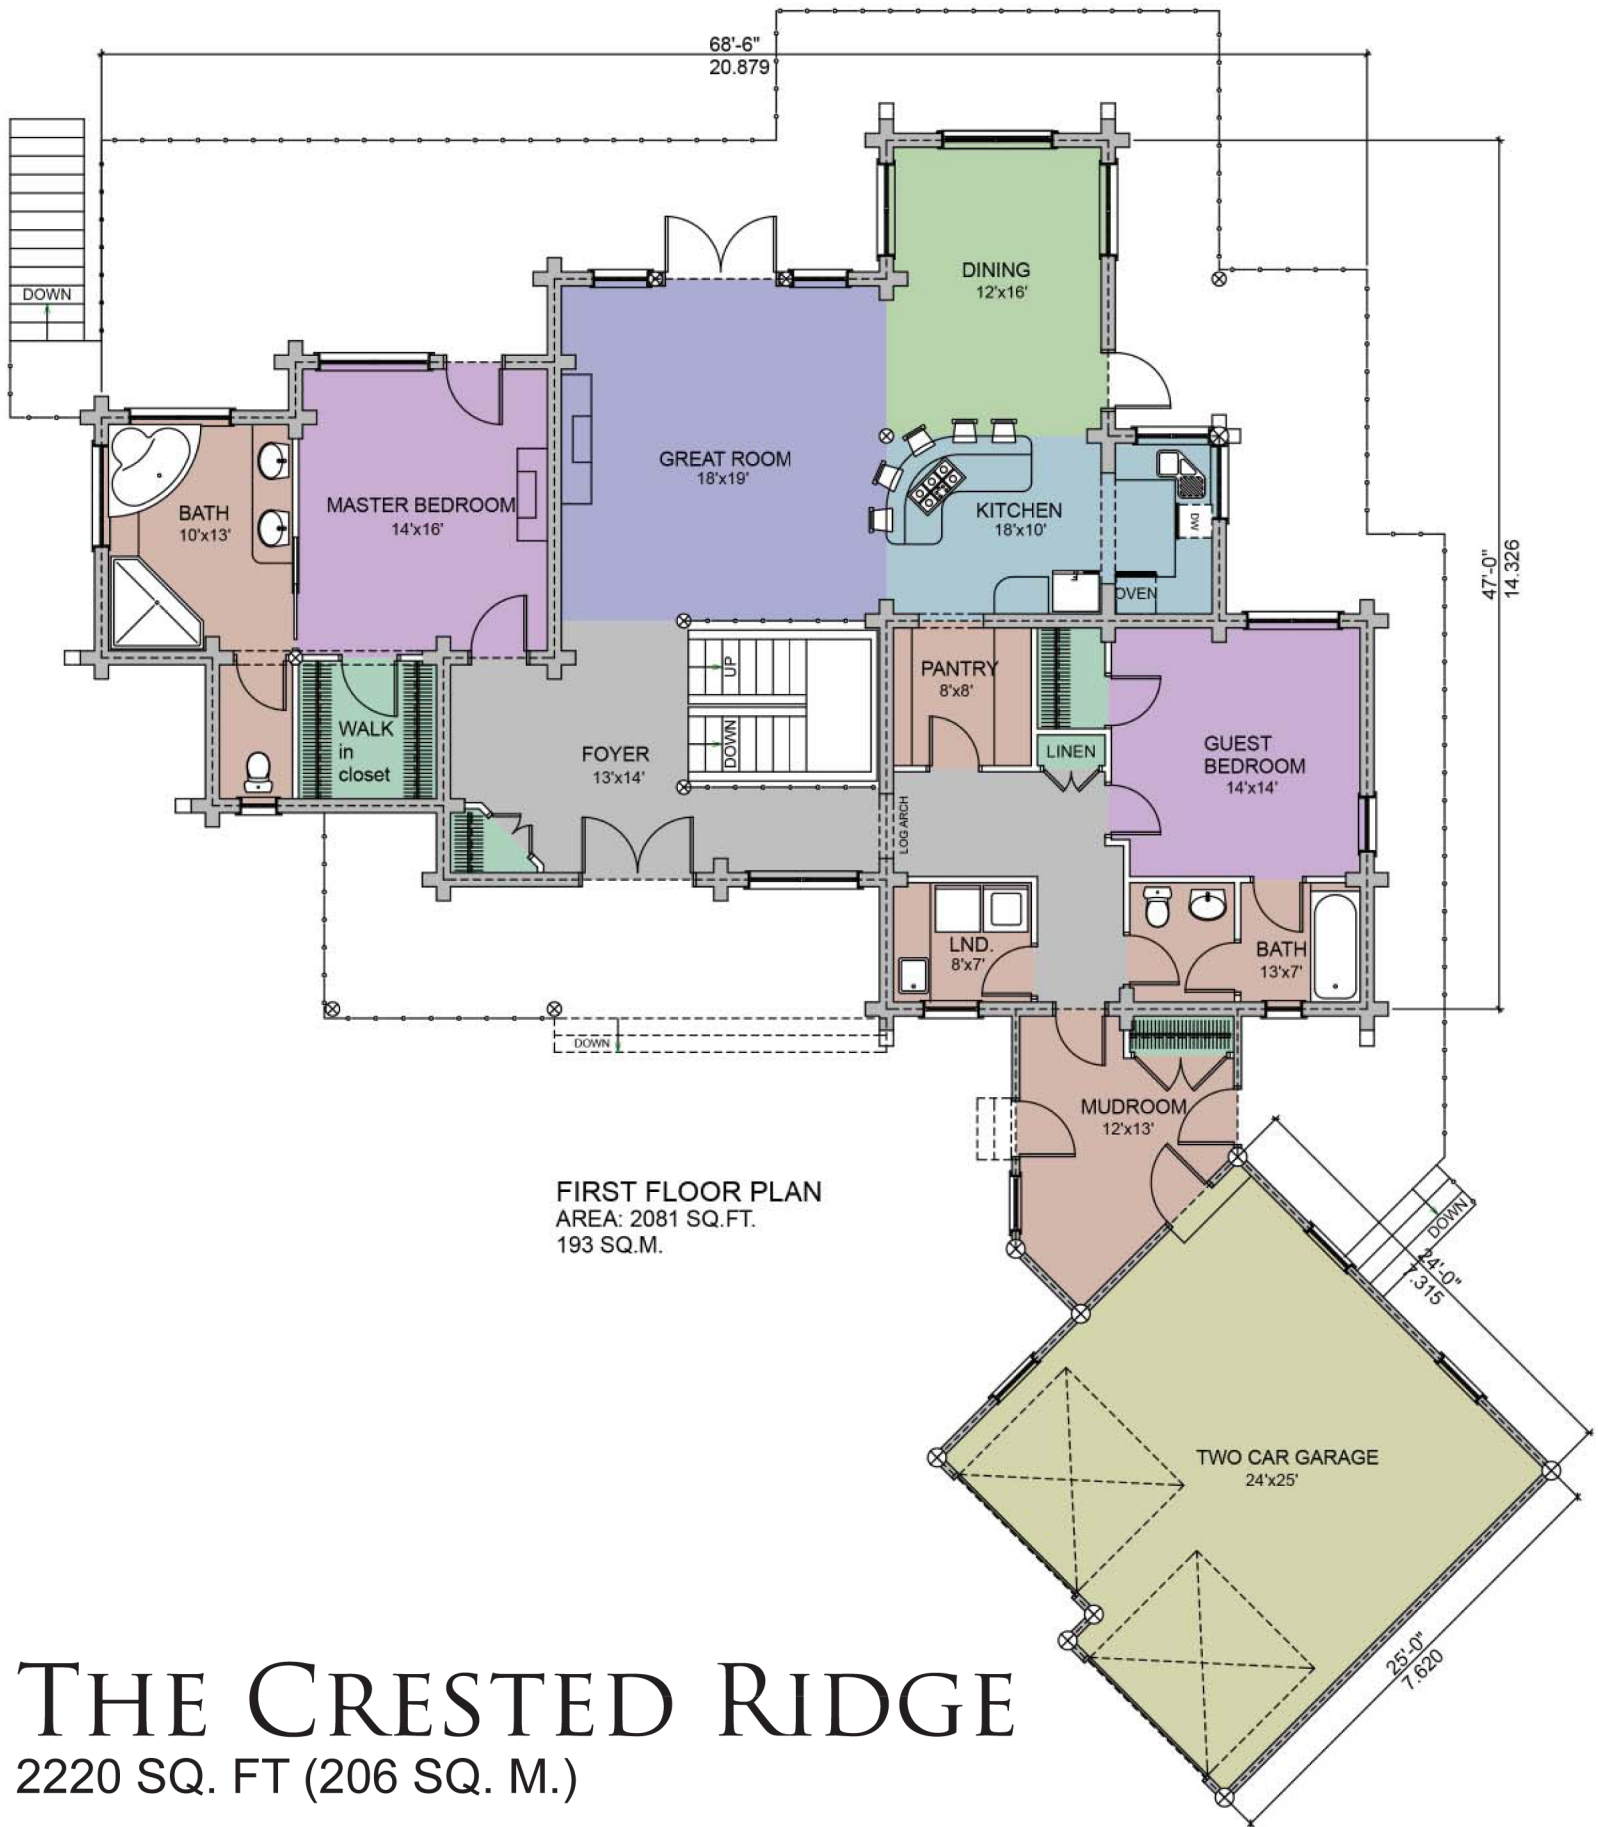 68'-6"
20.879
DOWN
DINING
12'x16'
GREAT ROOM
18'x19'
MASTER BEDROOM
14'x16'
BATH
10'x13'
KITCHEN
18'x10'
DW
OVEN
47'-0"
14.326
UP
DOWN
PANTRY
8'x8'
WALK
in
closet
FOYER
13'x14'
LINEN
GUEST
BEDROOM
14'x14'
LOG ARCH
LND.
8'x7'
BATH
13'x7'
DOWN
MUDROOM
12'x13'
FIRST FLOOR PLAN
AREA: 2081 SQ.FT.
193 SQ.M.
DOWN
24'-0"
7.315
TWO CAR GARAGE
24'x25'
25'-0"
7.620
THE CRESTED RIDGE
2220 SQ. FT (206 SQ. M.)